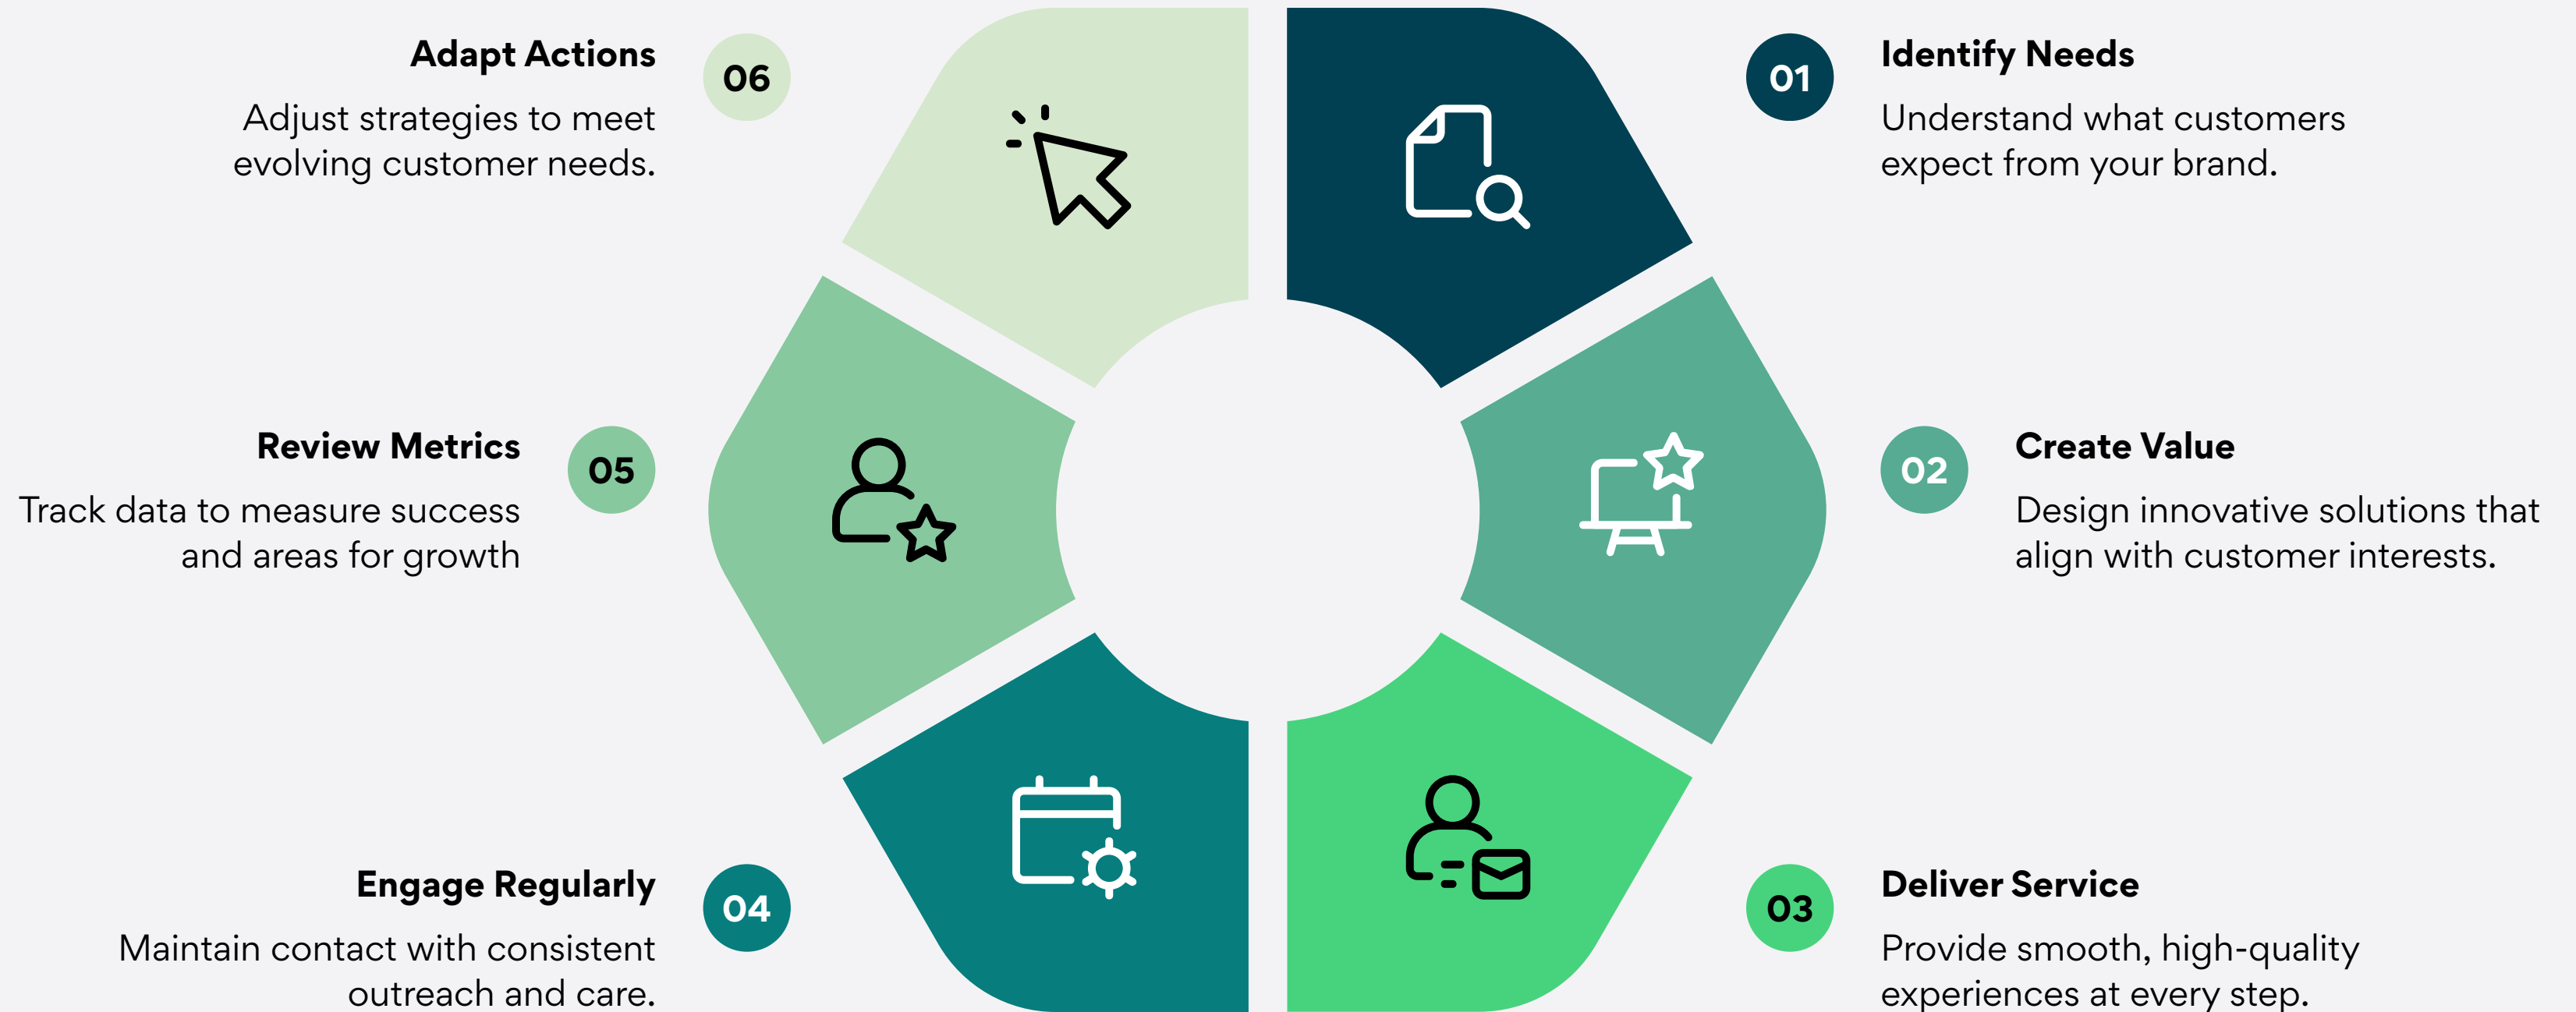 01
Identify Needs
Understand what customers
expect from your brand.
02
Create Value
Design innovative solutions that
align with customer interests.
03
Deliver Service
Provide smooth, high-quality
experiences at every step.
04
Engage Regularly
Maintain contact with consistent
outreach and care.
05
Review Metrics
Track data to measure success
and areas for growth
06
Adapt Actions
Adjust strategies to meet
evolving customer needs.